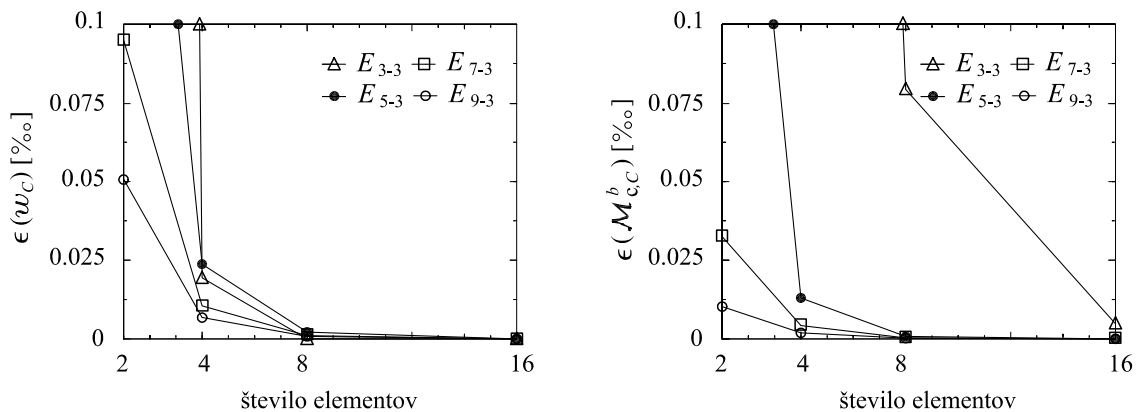 ϵ(w_C) [‰]
0.1
0.075
0.05
0.025
0
E_3-3 E_7-3
E_5-3 E_9-3
2 4 8 16
število elementov
ϵ(ℳ^b_c,C) [‰]
0.1
0.075
0.05
0.025
0
E_3-3 E_7-3
E_5-3 E_9-3
2 4 8 16
število elementov